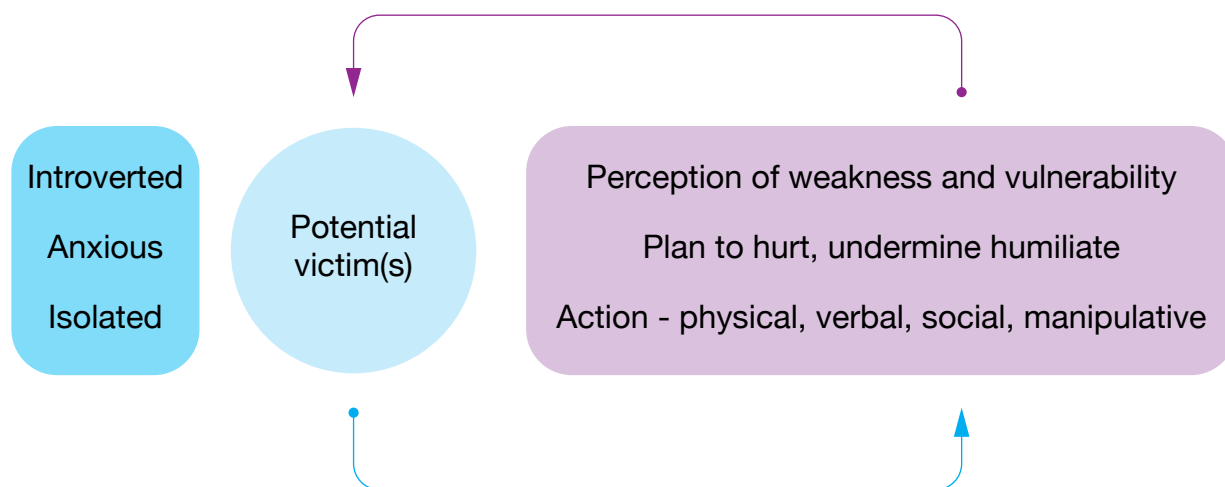 Introverted
Anxious
Isolated
Potential
victim(s)
Perception of weakness and vulnerability
Plan to hurt, undermine humiliate
Action - physical, verbal, social, manipulative